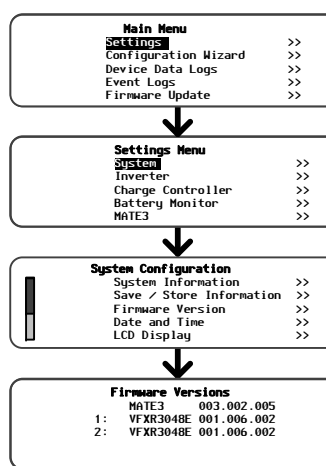 Main Menu
Settings >>
Configuration Wizard >>
Device Data Logs >>
Event Logs >>
Firmware Update >>
Settings Menu
System >>
Inverter >>
Charge Controller >>
Battery Monitor >>
MATE3 >>
System Configuration
System Information >>
Save / Store Information >>
Firmware Version >>
Date and Time >>
LCD Display >>
Firmware Versions
MATE3 003.002.005
1: VFXR3048E 001.006.002
2: VFXR3048E 001.006.002